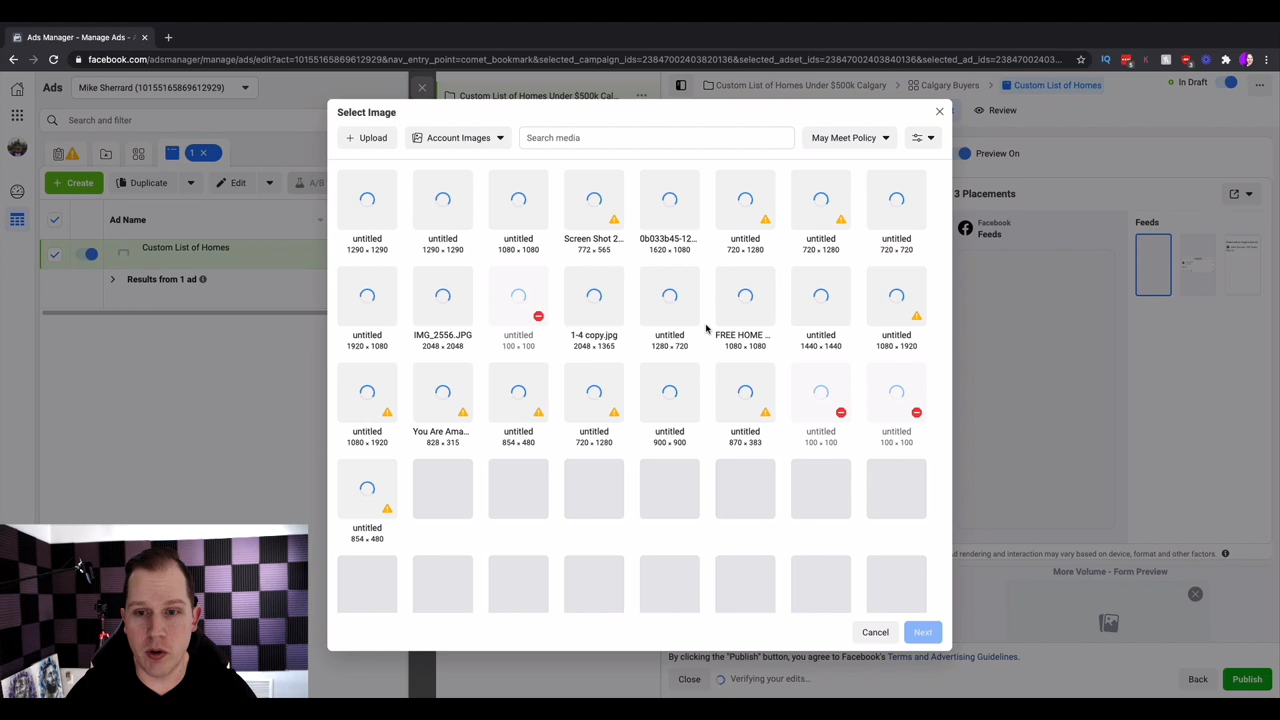 Ads Manager - Manage Ads - A
facebook.com/adsmanager/manage/ads/edit?act=10155165869612929&nav_entry_point=comet_bookmark&selected_campaign_ids=23847002403820136&selected_adset_ids=23847002403840136&selected_ad_ids=23847002403...
Ads
Mike Sherrard (10155165869612929)
Custom List of Homes Under $500k Cal...
Custom List of Homes Under $500k Calgary
Calgary Buyers
Custom List of Homes
In Draft
Search and filter
Review
1
Create
Duplicate
Edit
A/B
Ad Name
Custom List of Homes
Results from 1 ad
Select Image
Upload
Account Images
Search media
May Meet Policy
untitled
1290 × 1290
untitled
1290 × 1290
untitled
1080 × 1080
Screen Shot 2...
772 × 565
0b033b45-12...
1620 × 1080
untitled
720 × 1280
untitled
720 × 1280
untitled
720 × 720
untitled
1920 × 1080
IMG_2556.JPG
2048 × 2048
untitled
100 × 100
1-4 copy.jpg
2048 × 1365
untitled
1280 × 720
FREE HOME ...
1080 × 1080
untitled
1440 × 1440
untitled
1080 × 1920
untitled
1080 × 1920
You Are Ama...
828 × 315
untitled
854 × 480
untitled
720 × 1280
untitled
900 × 900
untitled
870 × 383
untitled
100 × 100
untitled
100 × 100
untitled
854 × 480
Cancel
Next
Preview On
3 Placements
Facebook
Feeds
Feeds
d rendering and interaction may vary based on device, format and other factors.
More Volume - Form Preview
By clicking the "Publish" button, you agree to Facebook's Terms and Advertising Guidelines.
Close
Verifying your edits...
Back
Publish